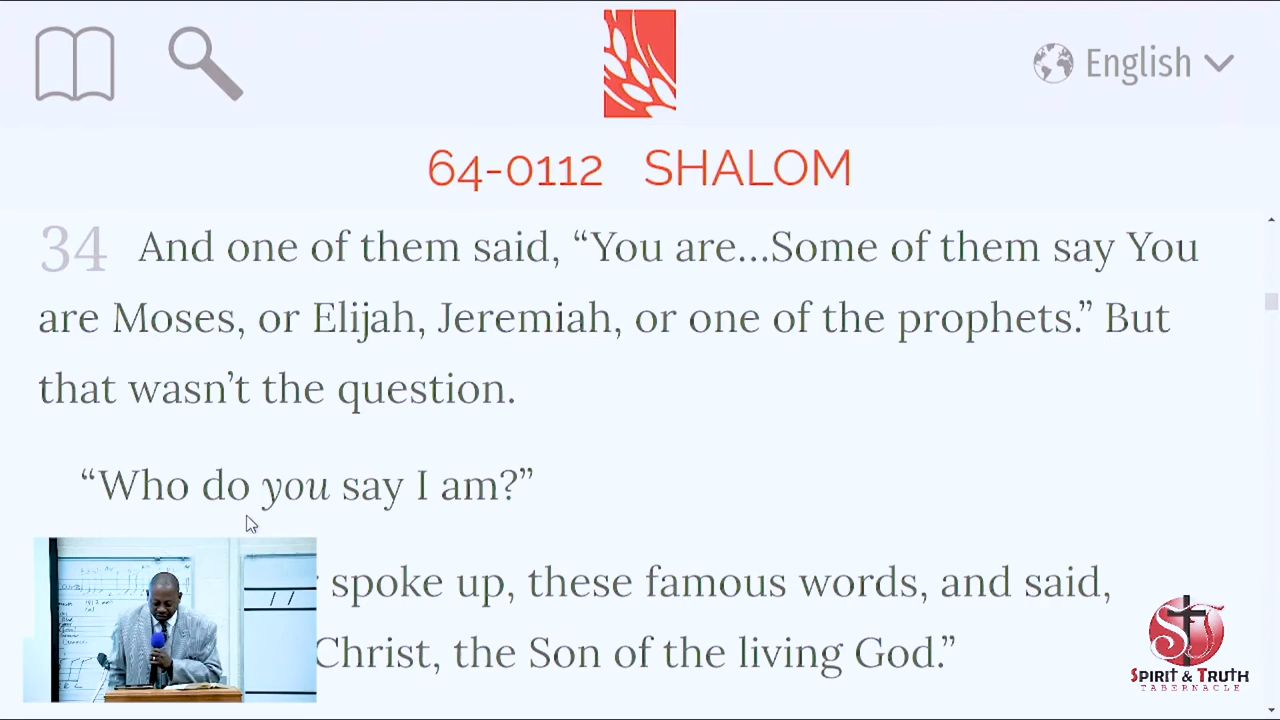 English
64-0112 SHALOM
34 And one of them said, “You are...Some of them say You
are Moses, or Elijah, Jeremiah, or one of the prophets.” But
that wasn’t the question.
“Who do you say I am?”
spoke up, these famous words, and said,
Christ, the Son of the living God.”
ST
SPIRIT & TRUTH
TABERNACLE